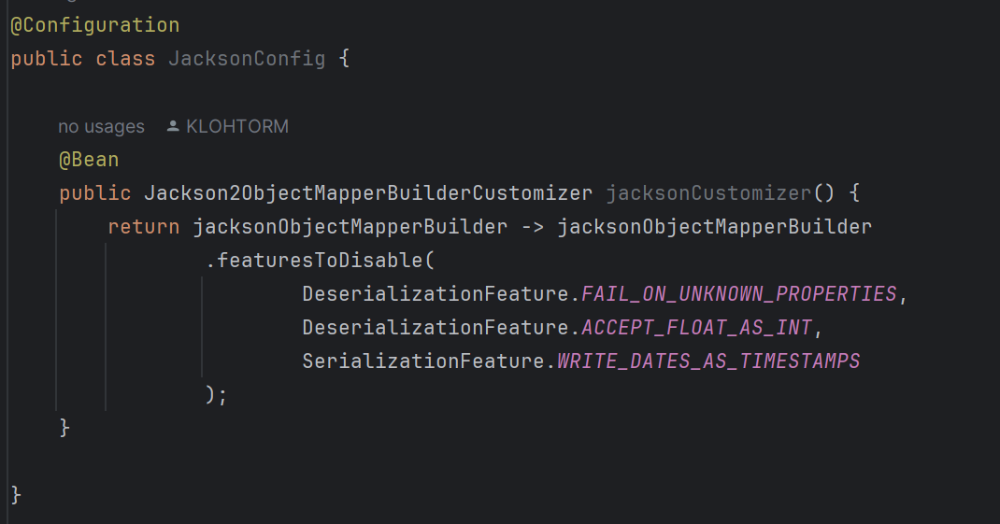 @Configuration
public class JacksonConfig {
no usages KLOHTORM
@Bean
public Jackson2ObjectMapperBuilderCustomizer jacksonCustomizer() {
return jacksonObjectMapperBuilder -> jacksonObjectMapperBuilder
.featuresToDisable(
DeserializationFeature.FAIL_ON_UNKNOWN_PROPERTIES,
DeserializationFeature.ACCEPT_FLOAT_AS_INT,
SerializationFeature.WRITE_DATES_AS_TIMESTAMPS
);
}
}